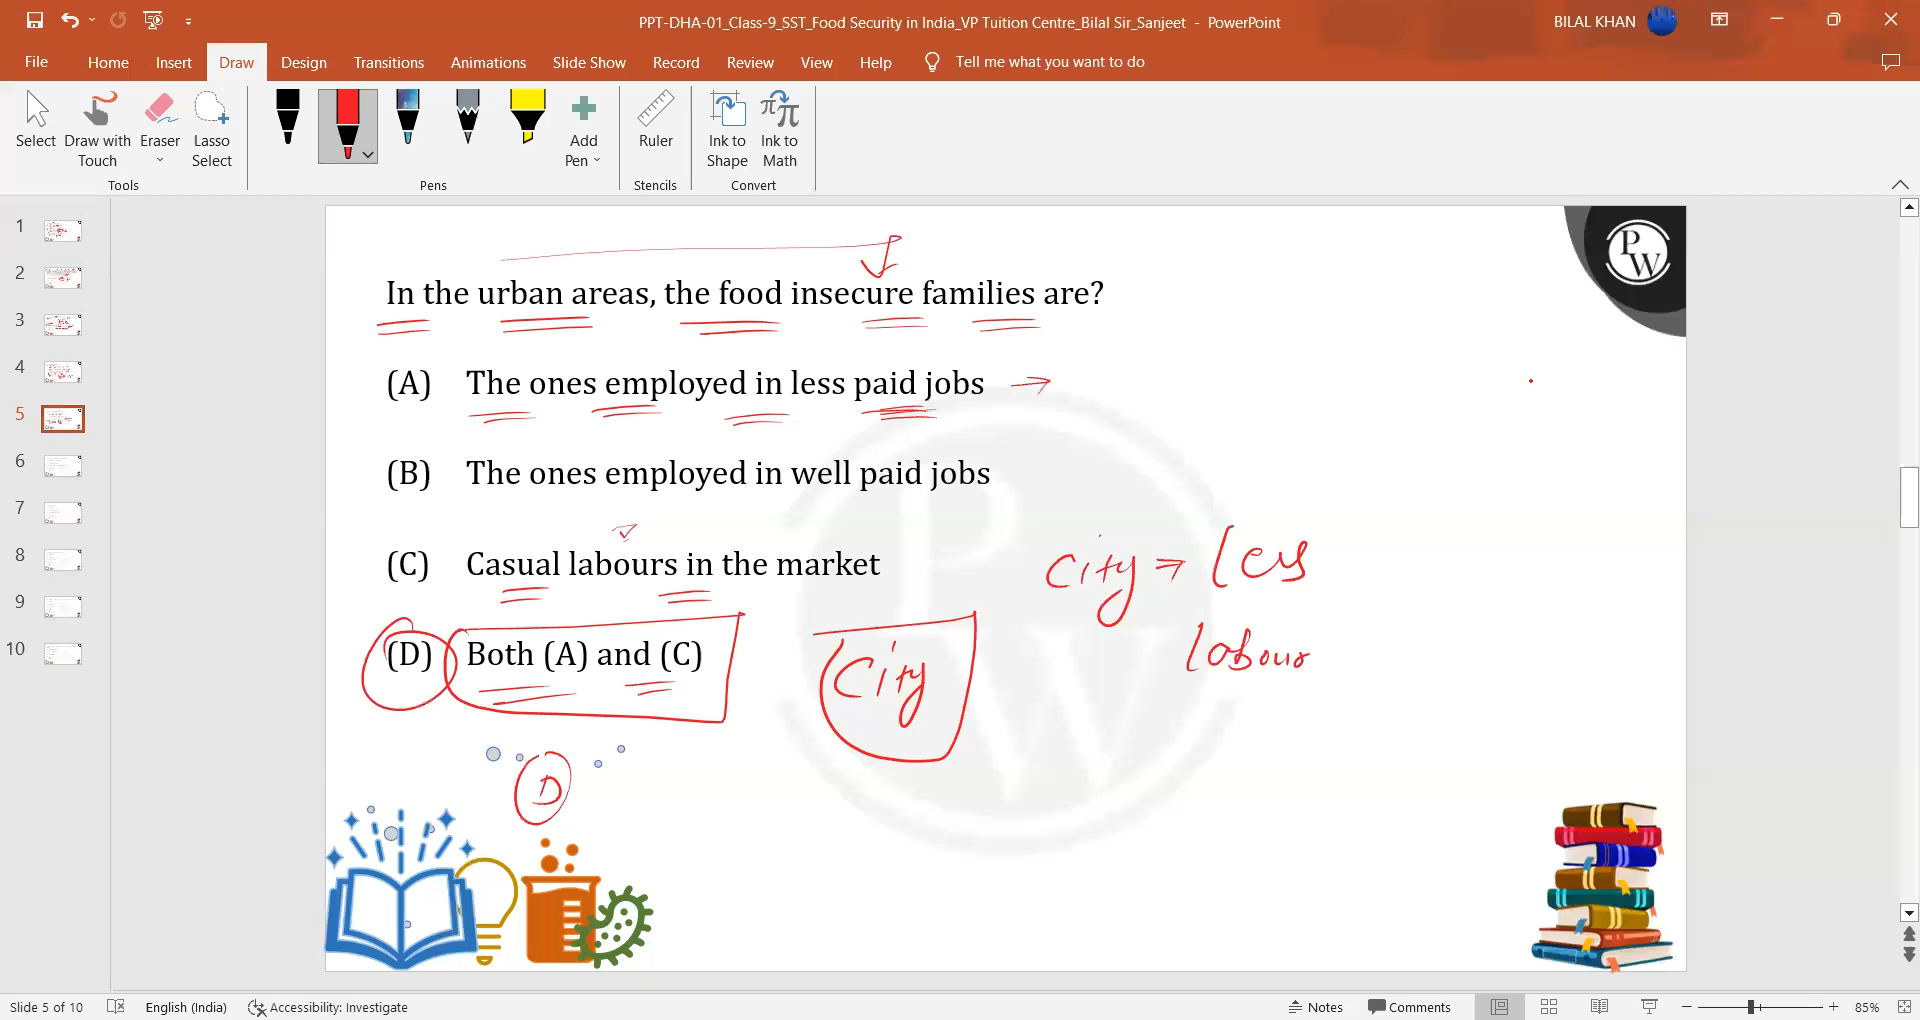 PPT-DHA-01_Class-9_SST_Food Security in India_VP Tuition Centre_Bilal Sir_Sanjeet - PowerPoint
BILAL KHAN
File Home Insert Draw Design Transitions Animations Slide Show Record Review View Help Tell me what you want to do
Select Draw with Touch Eraser Lasso Select Add Pen Ruler Ink to Shape Ink to Math
Tools Pens Stencils Convert
1
2
3
4
5
6
7
8
9
10
PW
In the urban areas, the food insecure families are?
(A) The ones employed in less paid jobs
(B) The ones employed in well paid jobs
(C) Casual labours in the market
City ⇒ Less
(D) Both (A) and (C)
City
labour
D
PW
Slide 5 of 10 English (India) Accessibility: Investigate Notes Comments 85%